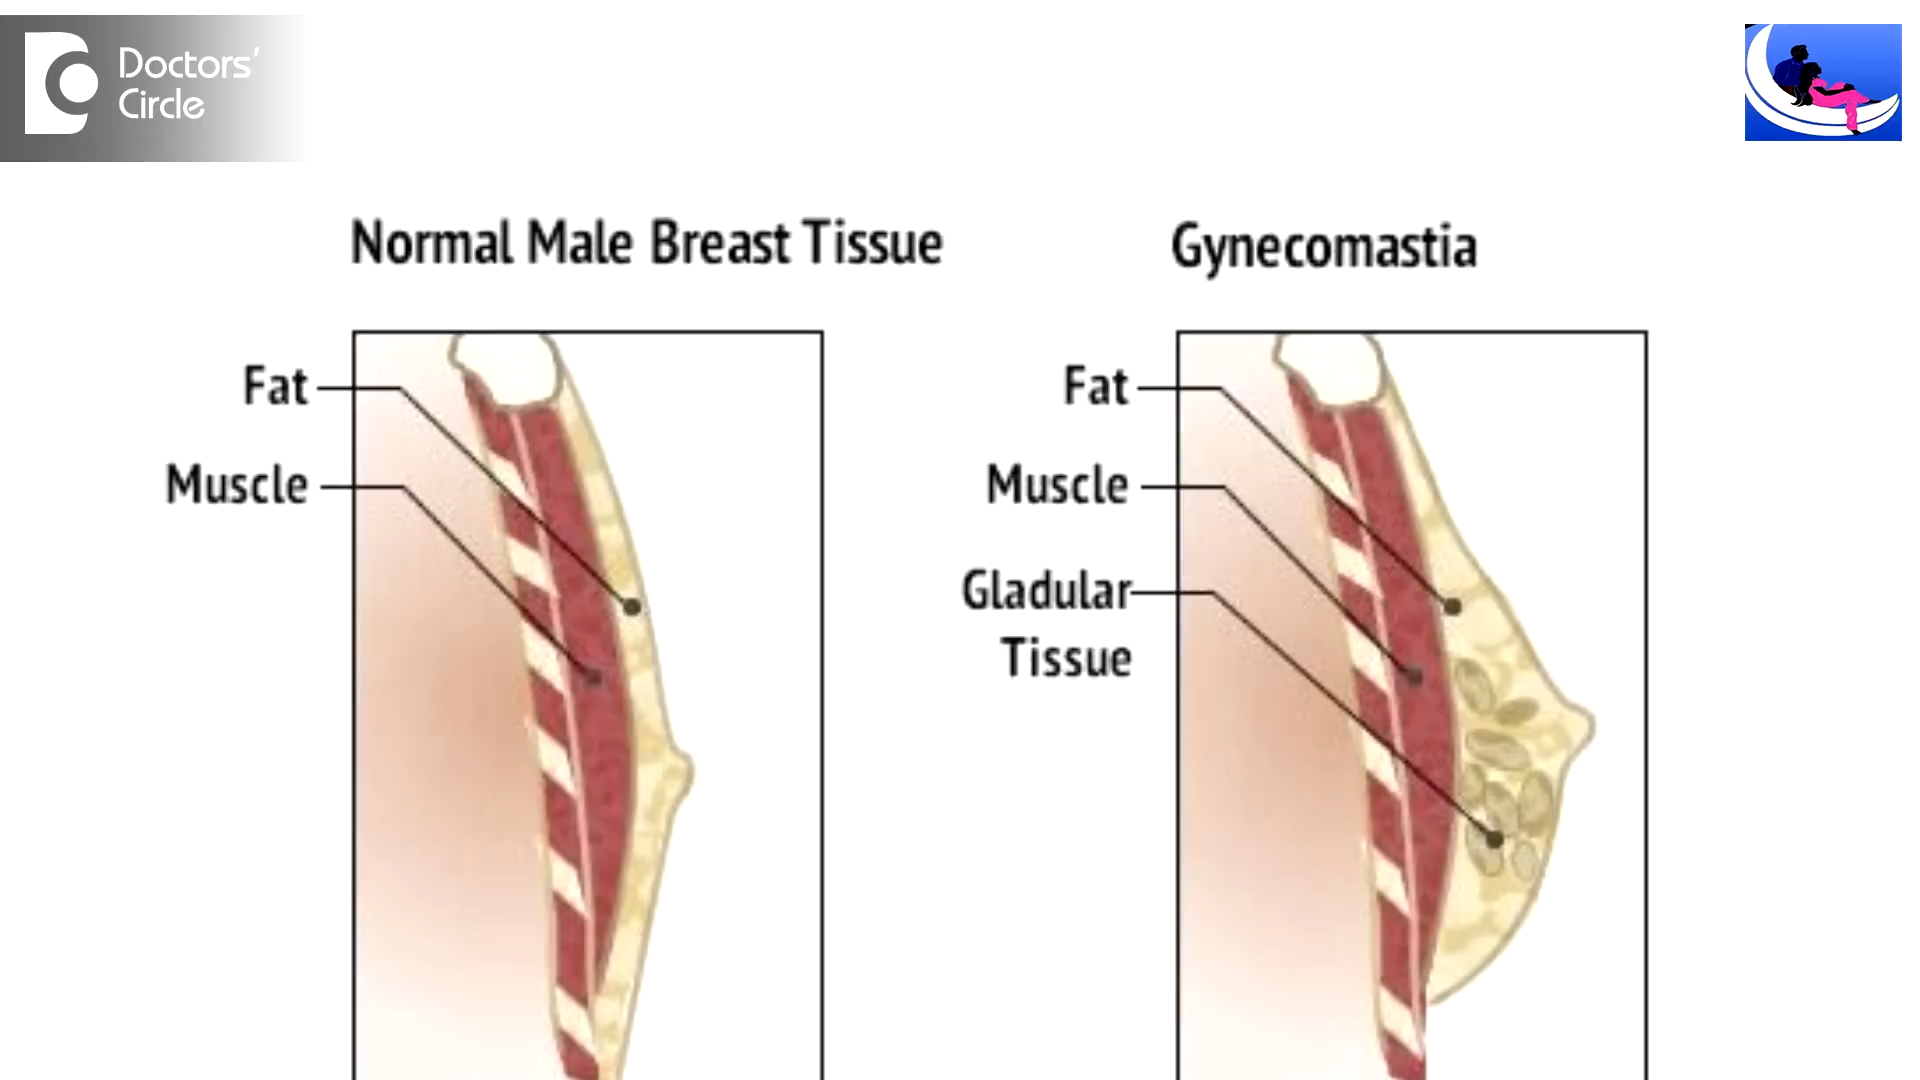 Doctors'
Circle
Normal Male Breast Tissue
Gynecomastia
Fat
Muscle
Fat
Muscle
Gladular
Tissue